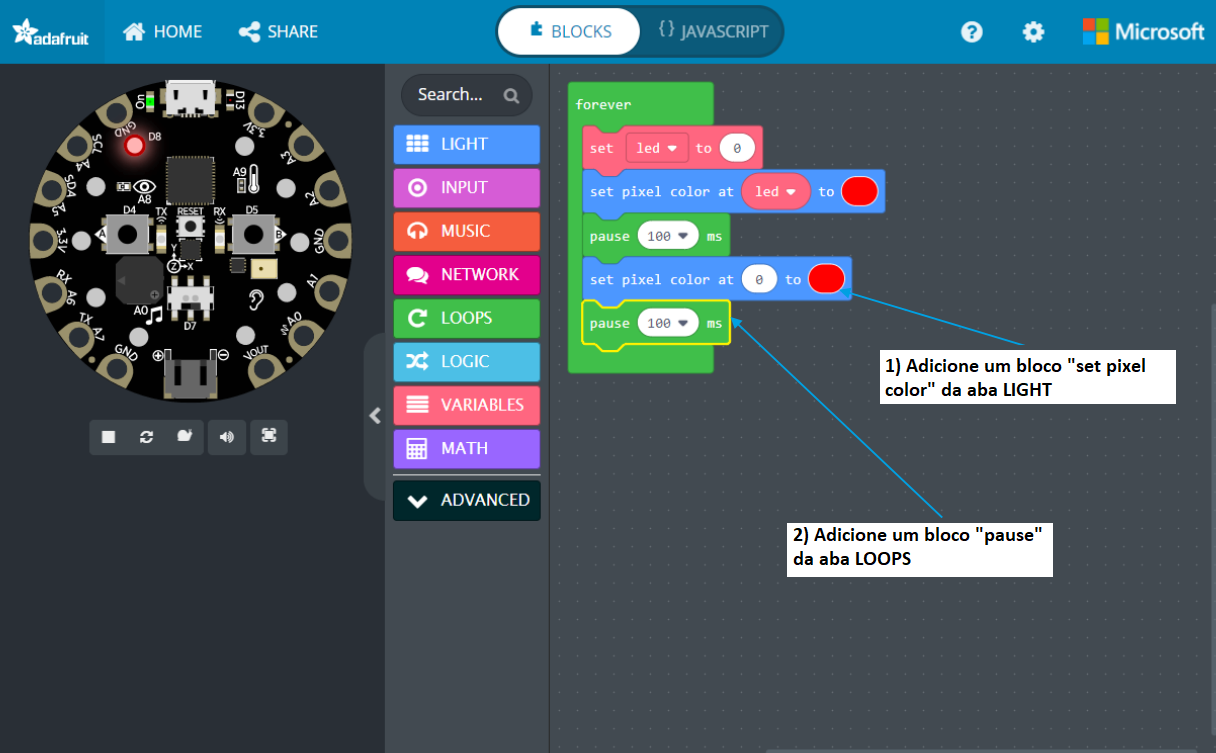 adafruit
HOME
SHARE
BLOCKS
{} JAVASCRIPT
?
Microsoft
On
D13
GND
D8
3.3V
SCL
A4
A3
SDA
A5
A9
A8
A2
D4
TX
RESET
RX
D5
A
B
3.3V
GND
Y
Z
X
RX
A6
A1
A0
D7
TX
A7
A0
GND
VOUT
Search...
LIGHT
INPUT
MUSIC
NETWORK
LOOPS
LOGIC
VARIABLES
MATH
ADVANCED
forever
set led to 0
set pixel color at led to
pause 100 ms
set pixel color at 0 to
pause 100 ms
1) Adicione um bloco "set pixel
color" da aba LIGHT
2) Adicione um bloco "pause"
da aba LOOPS